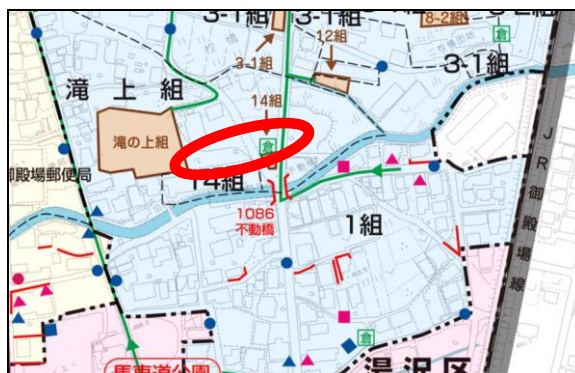 3-1組
3-1組
8-2組
倉
12組
3-1組
3-1組
滝上組
14組
滝の上組
倉
14組
御殿場郵便局
JR御殿場線
1086
不動橋
1組
倉
湯沢区
馬車道公園